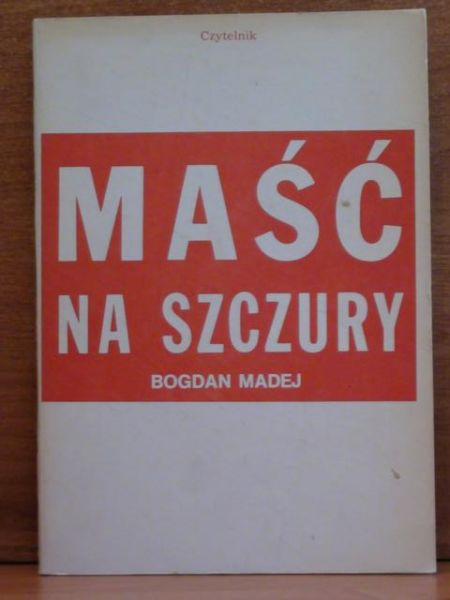 Czytelnik
MAŚĆ
NA SZCZURY
BOGDAN MADEJ